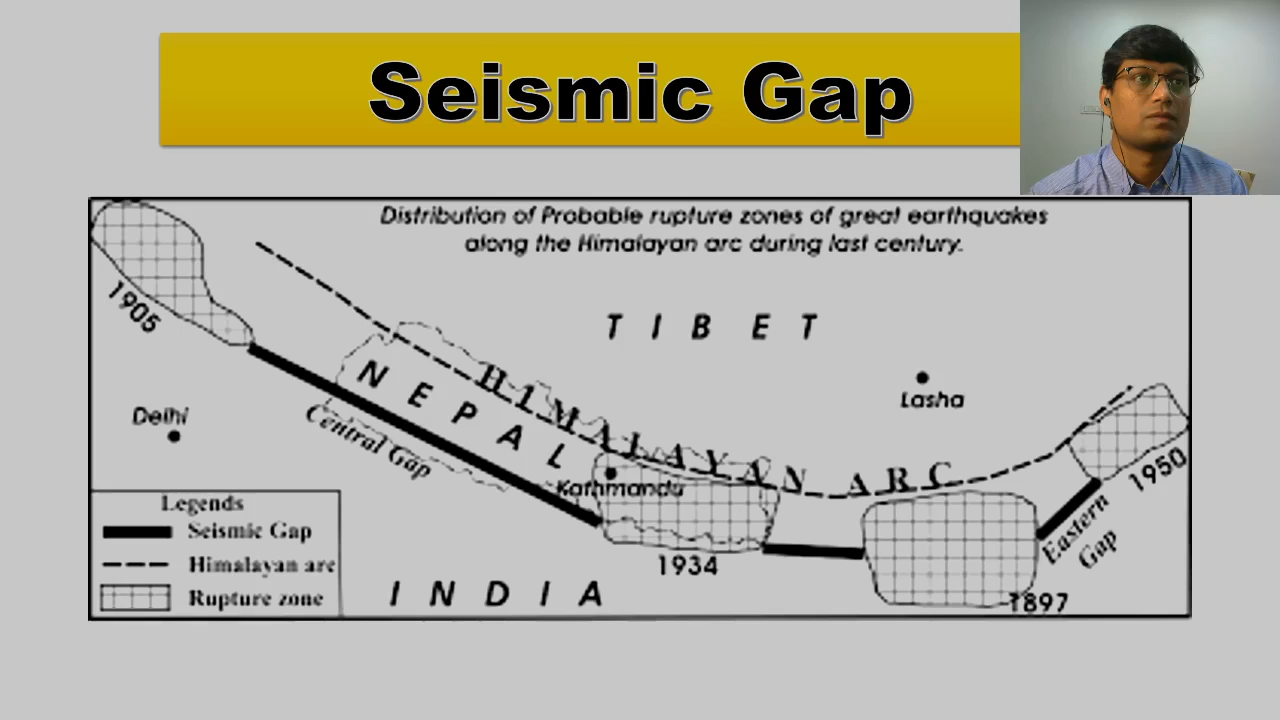 Seismic Gap
Distribution of Probable rupture zones of great earthquakes
along the Himalayan arc during last century.
1905
TIBET
NEPAL
HIMALAYAN ARC
Lasha
Delhi
Central Gap
Kathmandu
1950
Eastern
Gap
1934
1897
INDIA
Legends
Seismic Gap
Himalayan arc
Rupture zone